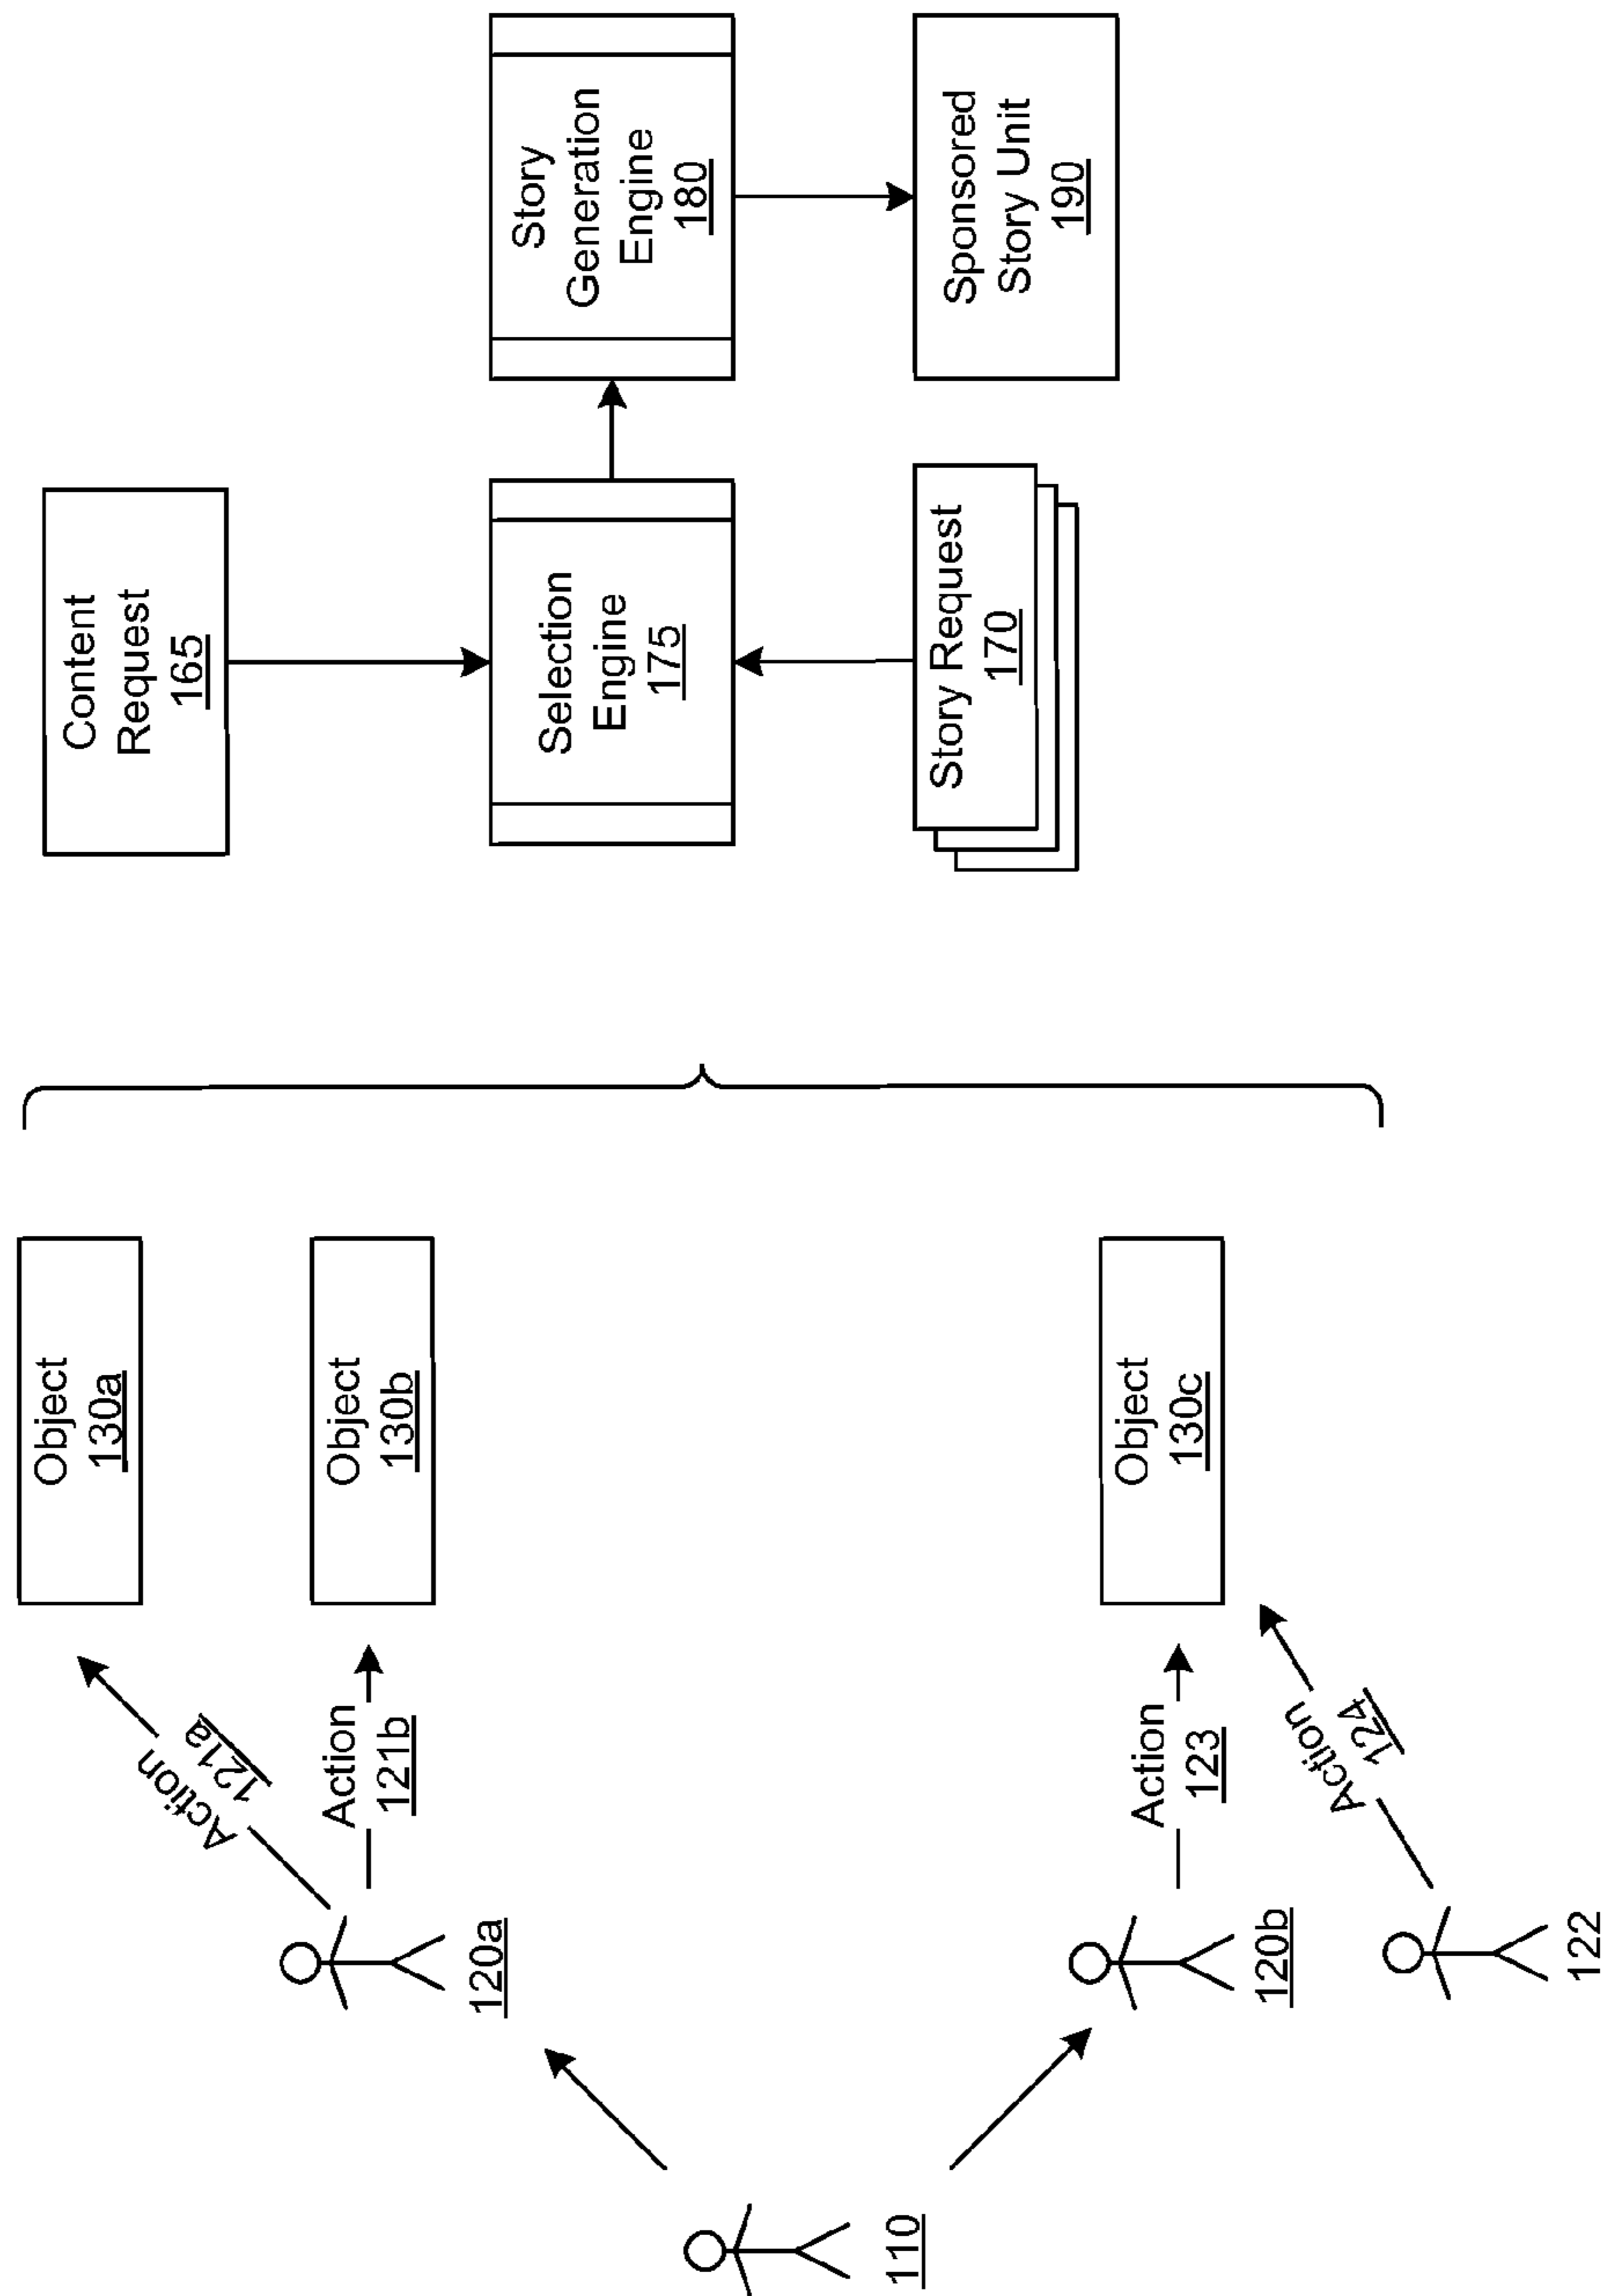 110
120a
120b
122
Action
121a
Action
121b
Action
123
Action
124
Object
130a
Object
130b
Object
130c
Content
Request
165
Selection
Engine
175
Story Request
170
Story
Generation
Engine
180
Sponsored
Story Unit
190